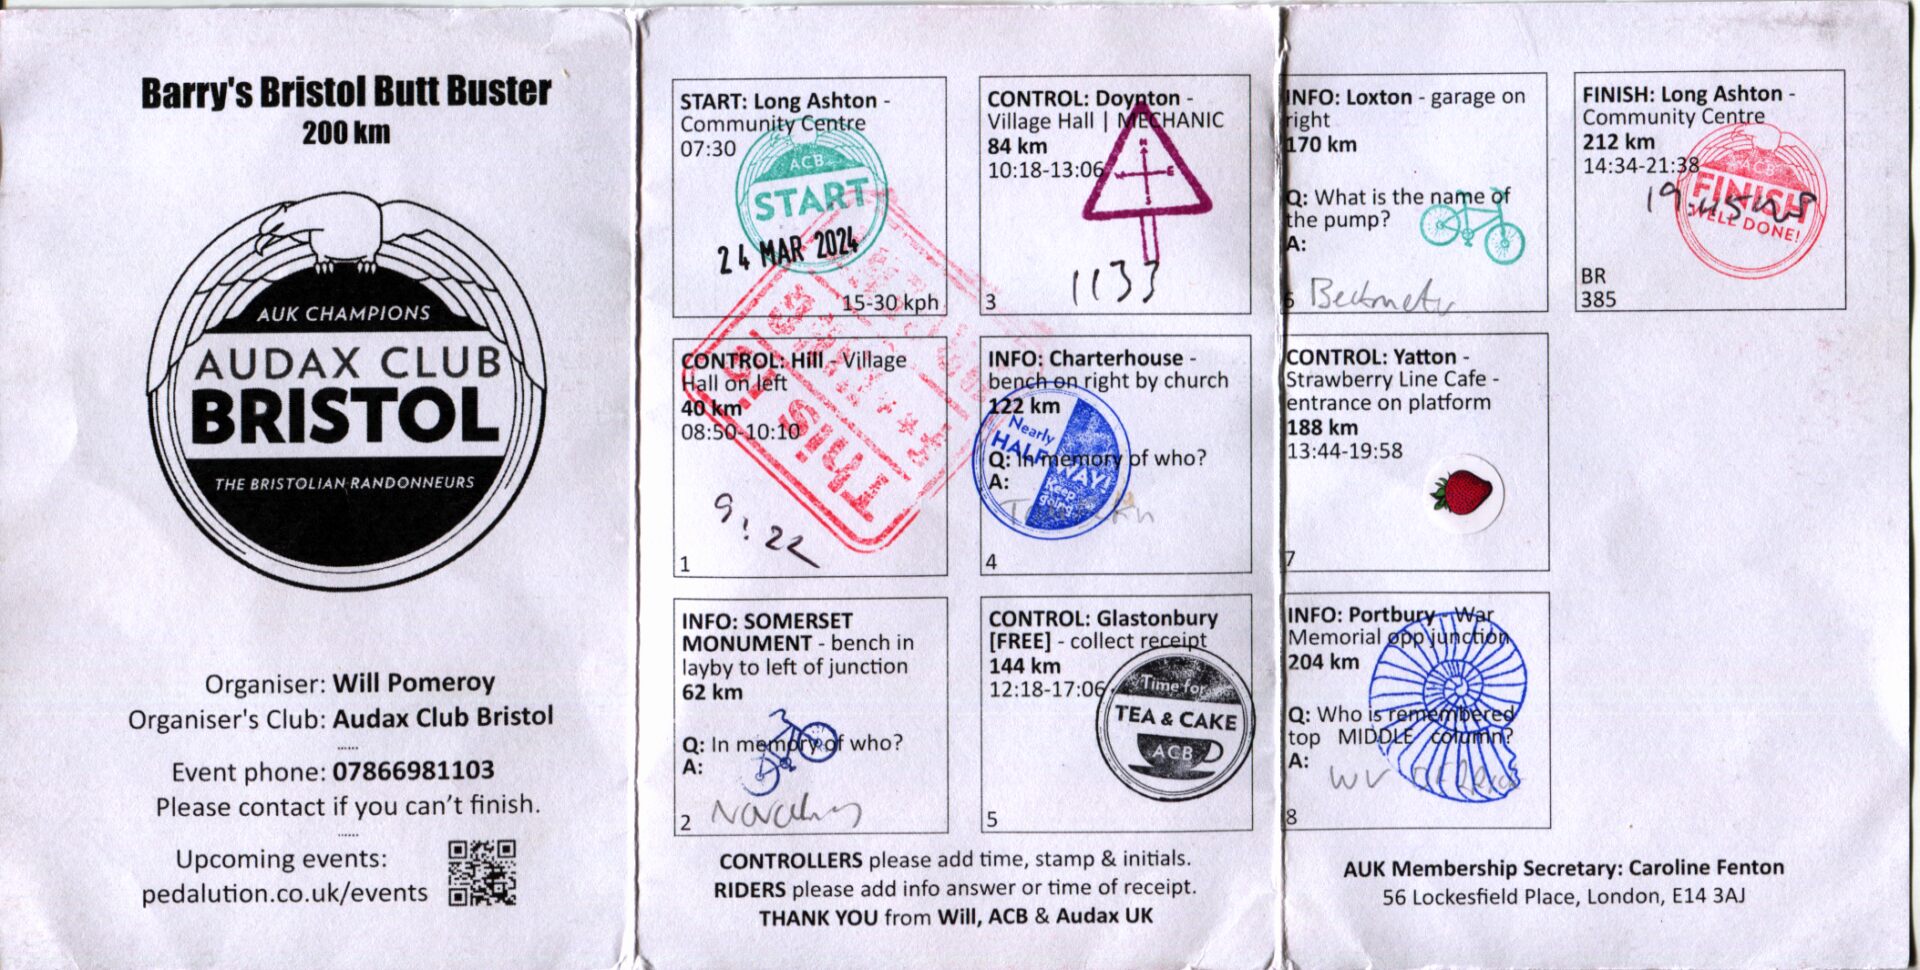 Barry's Bristol Butt Buster
200 km
AUK CHAMPIONS
AUDAX CLUB
BRISTOL
THE BRISTOLIAN RANDONNEURS
Organiser: Will Pomeroy
Organiser's Club: Audax Club Bristol
......
Event phone: 07866981103
Please contact if you can't finish.
......
Upcoming events:
pedalution.co.uk/events
START: Long Ashton -
Community Centre
07:30
ACB
START
24 MAR 2024
15-30 kph
CONTROL: Hill - Village
Hall on left
40 km
08:50-10:10
This is
9:22
1
INFO: SOMERSET
MONUMENT - bench in
layby to left of junction
62 km
Q: In memory of who?
A:
2
CONTROL: Doynton -
Village Hall | MECHANIC
84 km
10:18-13:06
N
W E
S
1133
3
INFO: Charterhouse -
bench on right by church
122 km
Nearly
HALF WAY!
Keep
going
Q: In memory of who?
A:
4
CONTROL: Glastonbury
[FREE] - collect receipt
144 km
12:18-17:06
Time for
TEA & CAKE
ACB
5
CONTROLLERS please add time, stamp & initials.
RIDERS please add info answer or time of receipt.
THANK YOU from Will, ACB & Audax UK
INFO: Loxton - garage on
right
170 km
Q: What is the name of
the pump?
A:
6
CONTROL: Yatton -
Strawberry Line Cafe -
entrance on platform
188 km
13:44-19:58
7
INFO: Portbury - War
Memorial opp junction
204 km
Q: Who is remembered
top MIDDLE column?
A:
8
FINISH: Long Ashton -
Community Centre
212 km
14:34-21:38
ACB
FINISH
WELL DONE!
19:45
BR
385
AUK Membership Secretary: Caroline Fenton
56 Lockesfield Place, London, E14 3AJ